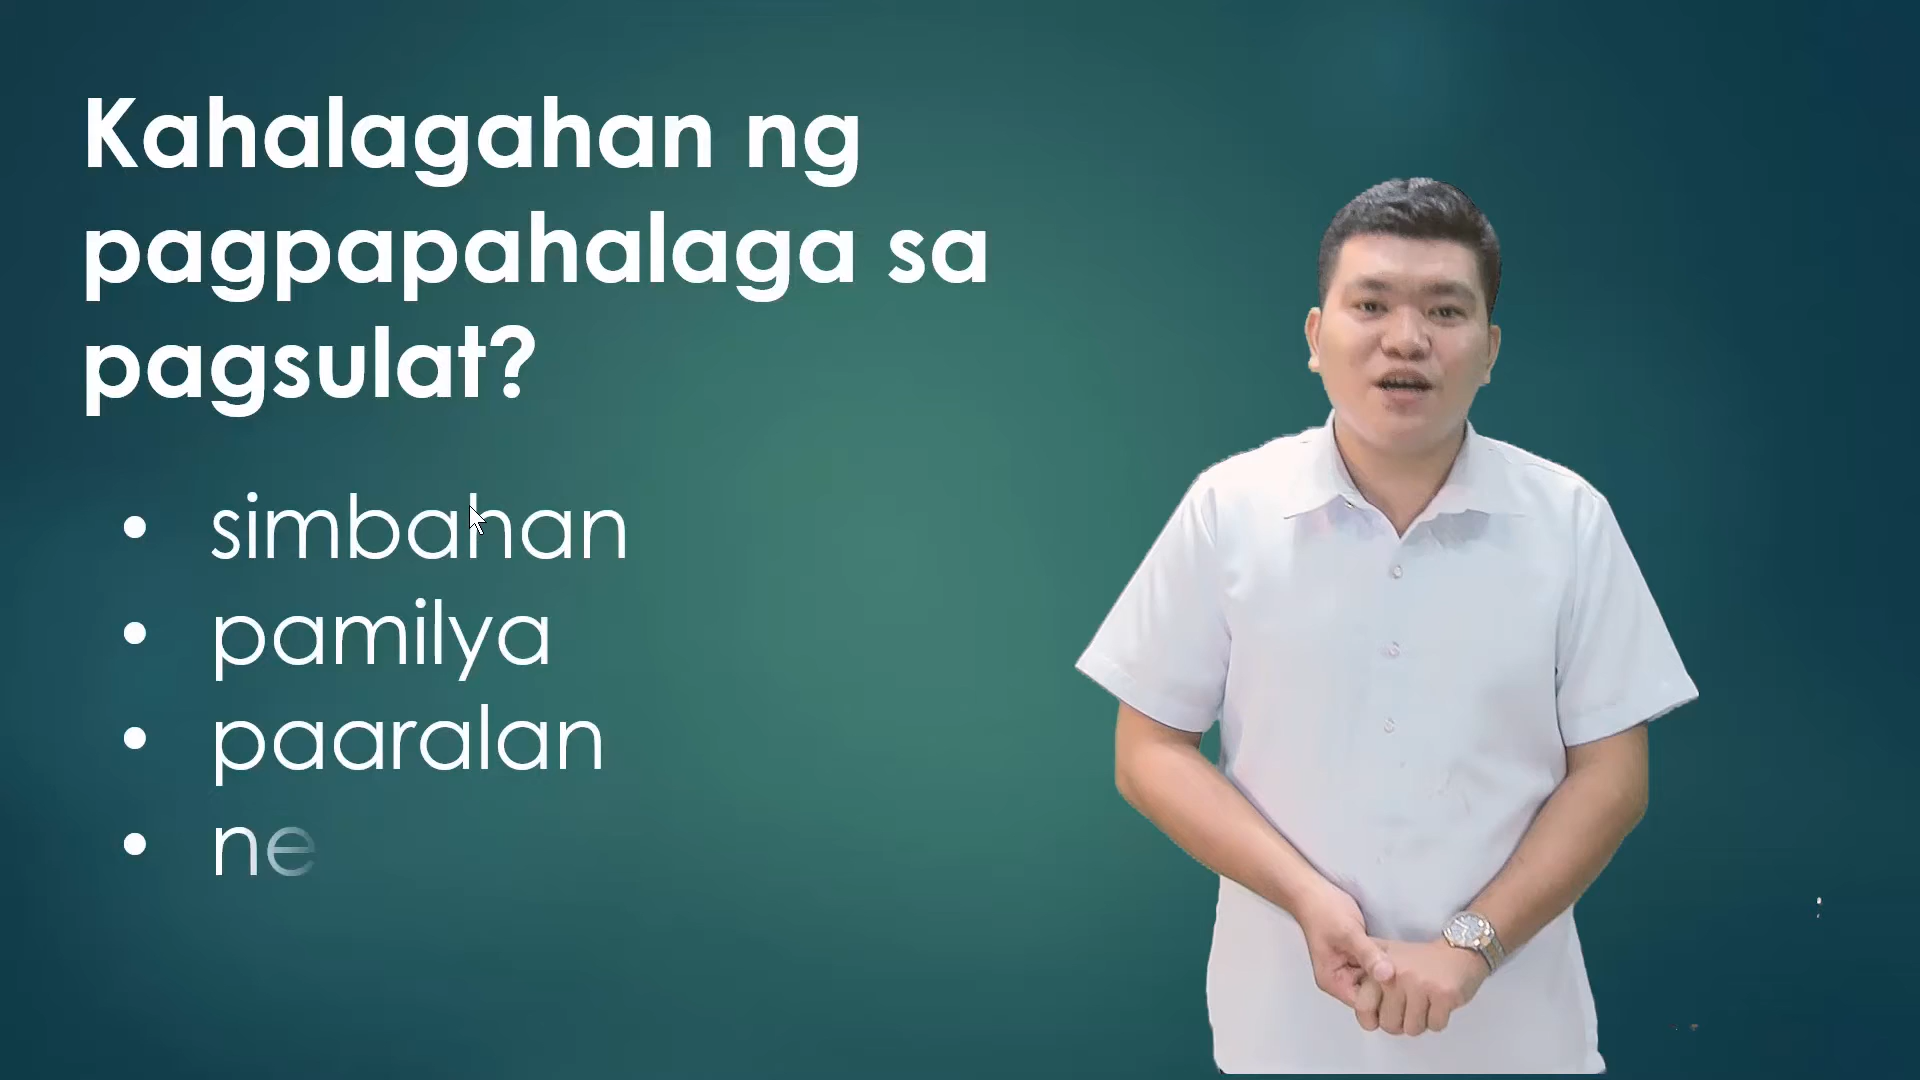 Kahalagahan ng
pagpapahalaga sa
pagsulat?
• simbahan
• pamilya
• paaralan
• ne